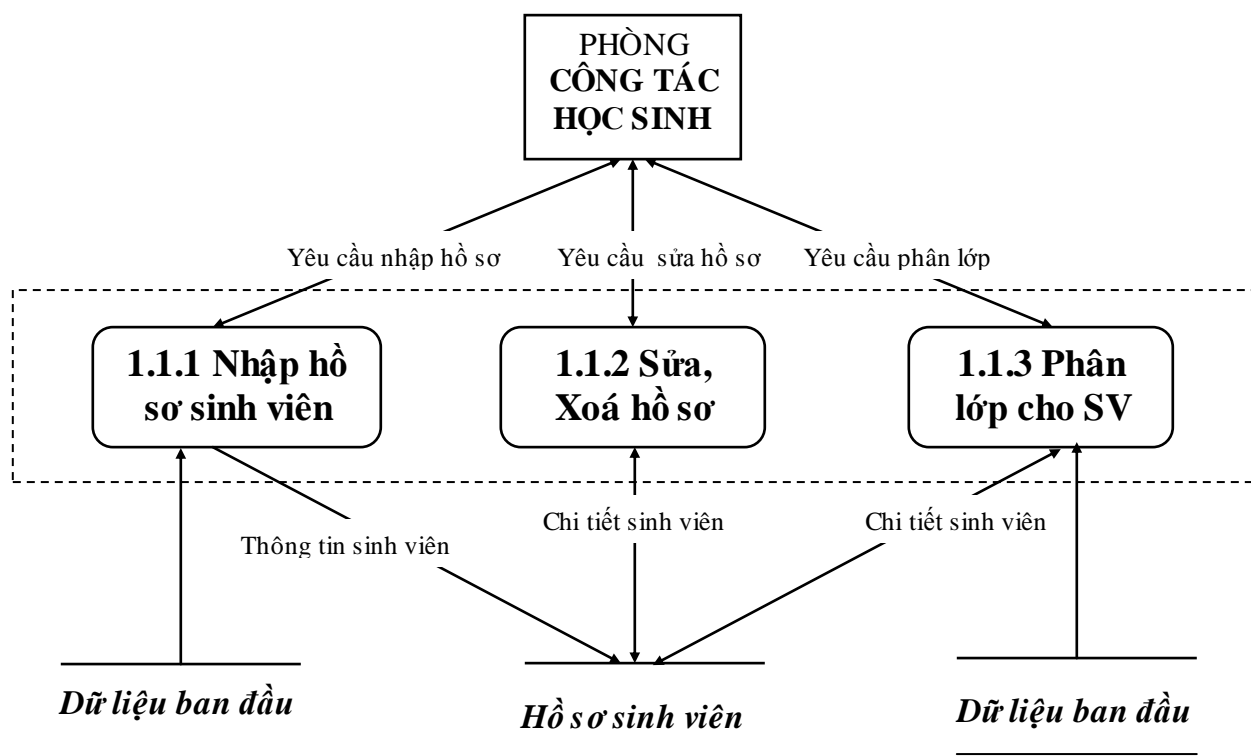 PHÒNG
CÔNG TÁC
HỌC SINH
Yêu cầu nhập hồ sơ
Yêu cầu sửa hồ sơ
Yêu cầu phân lớp
1.1.1 Nhập hồ
sơ sinh viên
1.1.2 Sửa,
Xoá hồ sơ
1.1.3 Phân
lớp cho SV
Thông tin sinh viên
Chi tiết sinh viên
Chi tiết sinh viên
Dữ liệu ban đầu
Hồ sơ sinh viên
Dữ liệu ban đầu